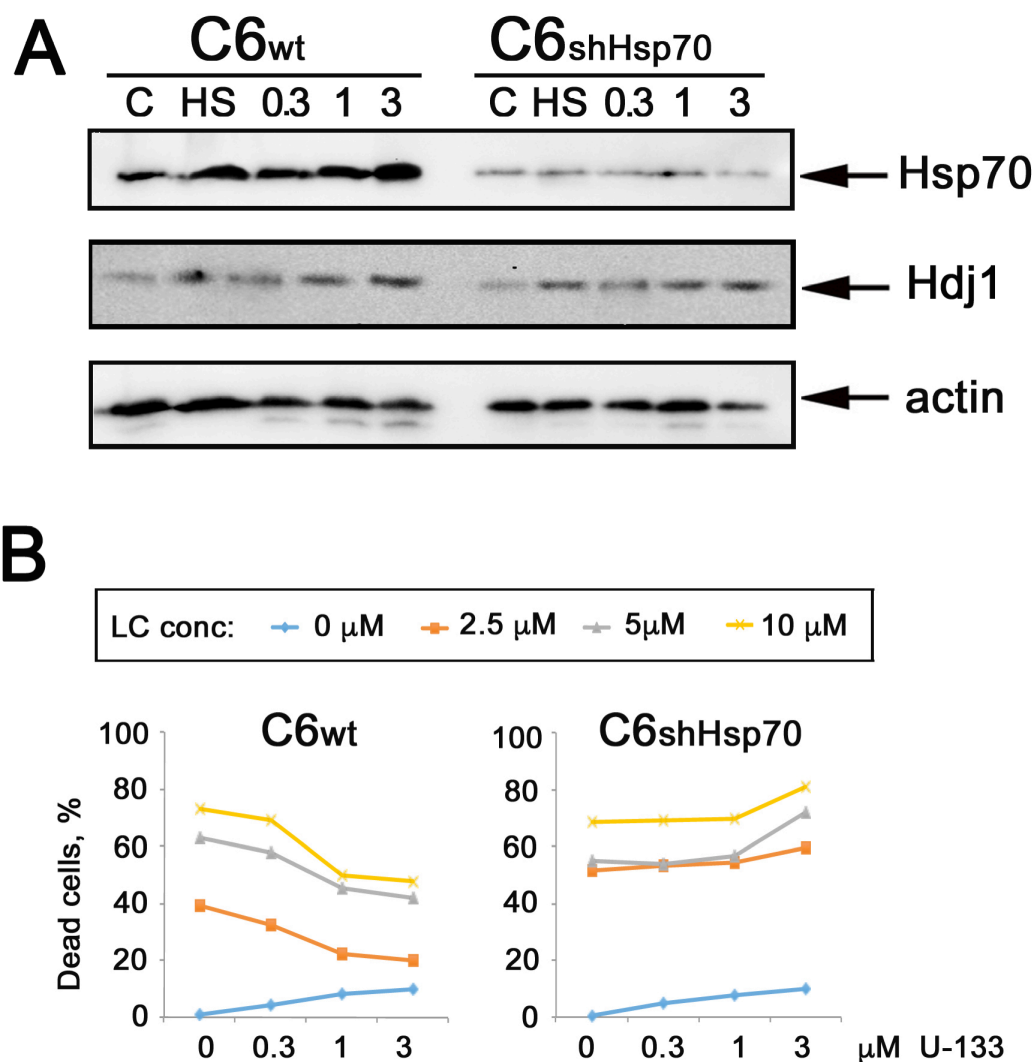 A
C6wt C6shHsp70
C HS 0.3 1 3 C HS 0.3 1 3
Hsp70
Hdj1
actin
B
LC conc: 0 µM 2.5 µM 5µM 10 µM
C6wt C6shHsp70
Dead cells, %
100 100
80 80
60 60
40 40
20 20
0 0
0 0.3 1 3 0 0.3 1 3 µM U-133